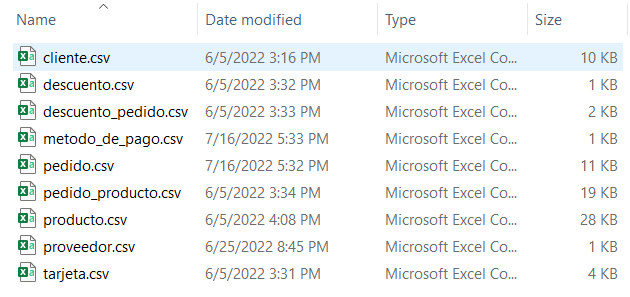 Name Date modified Type Size
cliente.csv 6/5/2022 3:16 PM Microsoft Excel Co... 10 KB
descuento.csv 6/5/2022 3:32 PM Microsoft Excel Co... 1 KB
descuento_pedido.csv 6/5/2022 3:33 PM Microsoft Excel Co... 2 KB
metodo_de_pago.csv 7/16/2022 5:33 PM Microsoft Excel Co... 1 KB
pedido.csv 7/16/2022 5:32 PM Microsoft Excel Co... 11 KB
pedido_producto.csv 6/5/2022 3:34 PM Microsoft Excel Co... 19 KB
producto.csv 6/5/2022 4:08 PM Microsoft Excel Co... 28 KB
proveedor.csv 6/25/2022 8:45 PM Microsoft Excel Co... 1 KB
tarjeta.csv 6/5/2022 3:31 PM Microsoft Excel Co... 4 KB